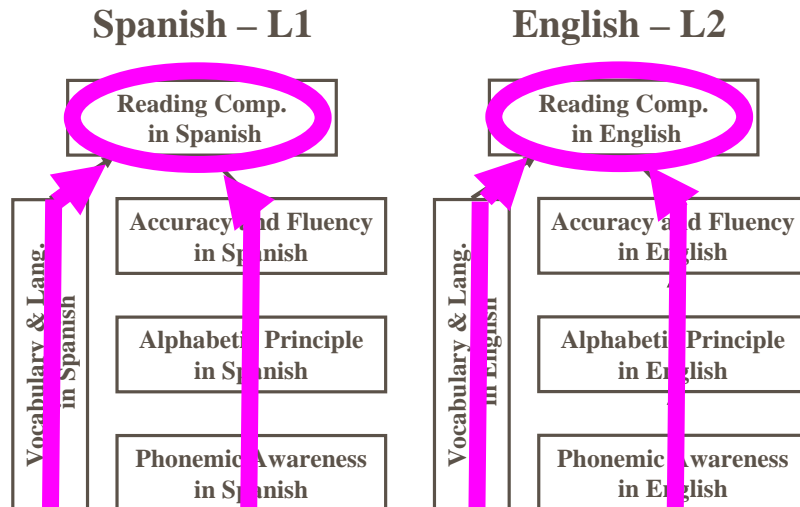 Spanish – L1
Reading Comp.
in Spanish
Vocabulary & Lang.
in Spanish
Accuracy and Fluency
in Spanish
Alphabetic Principle
in Spanish
Phonemic Awareness
in Spanish
English – L2
Reading Comp.
in English
Vocabulary & Lang.
in English
Accuracy and Fluency
in English
Alphabetic Principle
in English
Phonemic Awareness
in English